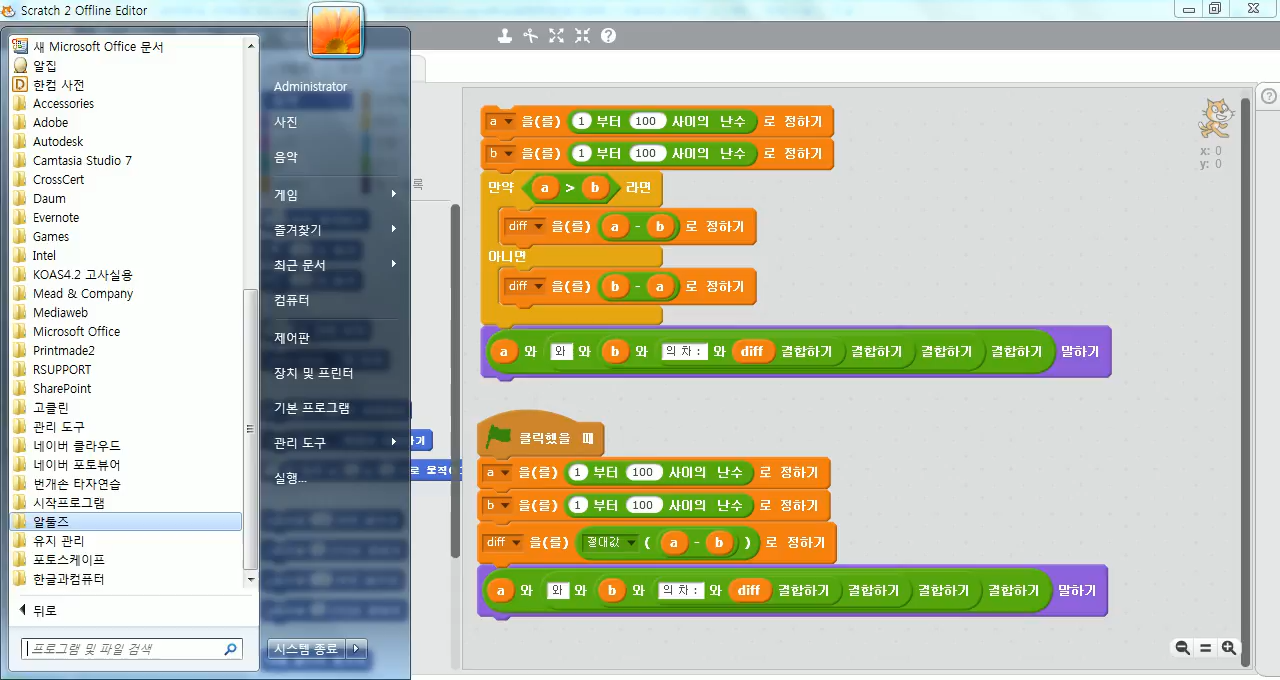 Scratch 2 Offline Editor
새 Microsoft Office 문서
알집
한컴 사전
Accessories
Adobe
Autodesk
Camtasia Studio 7
CrossCert
Daum
Evernote
Games
Intel
KOAS4.2 고사실용
Mead & Company
Mediaweb
Microsoft Office
Printmade2
RSUPPORT
SharePoint
고클린
관리 도구
네이버 클라우드
네이버 포토뷰어
번개손 타자연습
시작프로그램
알툴즈
유지 관리
포토스케이프
한글과컴퓨터
뒤로
프로그램 및 파일 검색
Administrator
사진
음악
게임
즐겨찾기
최근 문서
컴퓨터
제어판
장치 및 프린터
기본 프로그램
관리 도구
실행...
시스템 종료
록
a 을(를) 1 부터 100 사이의 난수 로 정하기
b 을(를) 1 부터 100 사이의 난수 로 정하기
만약 a > b 라면
diff 을(를) a - b 로 정하기
아니면
diff 을(를) b - a 로 정하기
a 와 와 와 b 와 의 차 : 와 diff 결합하기 결합하기 결합하기 결합하기 말하기
클릭했을 때
a 을(를) 1 부터 100 사이의 난수 로 정하기
b 을(를) 1 부터 100 사이의 난수 로 정하기
diff 을(를) 절대값 ( a - b ) 로 정하기
a 와 와 와 b 와 의 차 : 와 diff 결합하기 결합하기 결합하기 결합하기 말하기
x: 0
y: 0